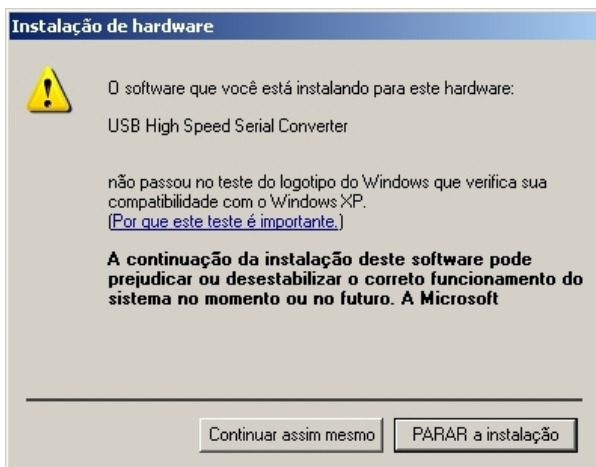 Instalação de hardware
O software que você está instalando para este hardware:
USB High Speed Serial Converter
não passou no teste do logotipo do Windows que verifica sua
compatibilidade com o Windows XP.
(Por que este teste é importante.)
A continuação da instalação deste software pode
prejudicar ou desestabilizar o correto funcionamento do
sistema no momento ou no futuro. A Microsoft
Continuar assim mesmo
PARAR a instalação